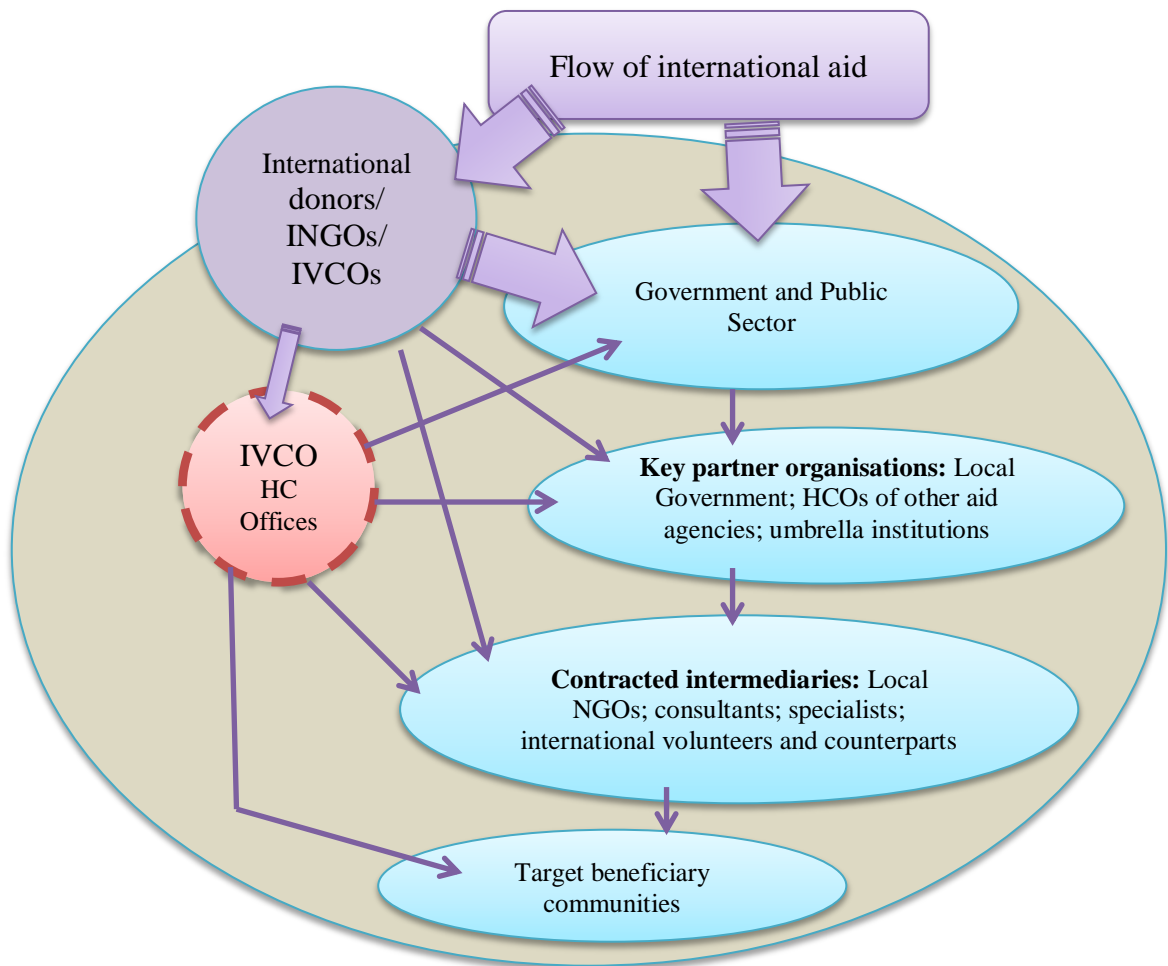 Flow of international aid
International
donors/
INGOs/
IVCOs
Government and Public
Sector
IVCO
HC
Offices
Key partner organisations: Local
Government; HCOs of other aid
agencies; umbrella institutions
Contracted intermediaries: Local
NGOs; consultants; specialists;
international volunteers and counterparts
Target beneficiary
communities